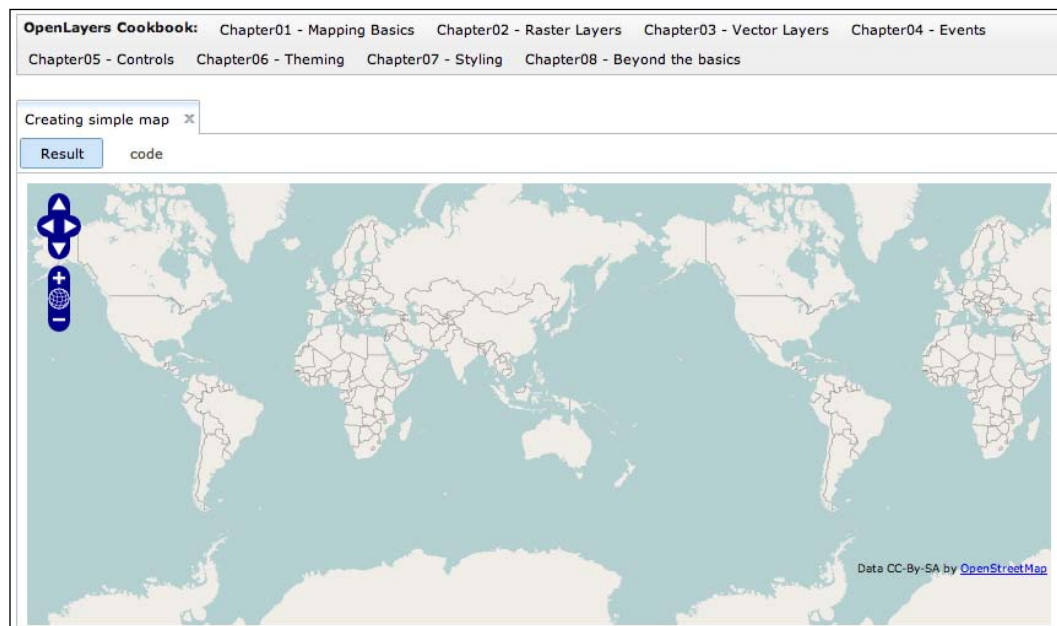 OpenLayers Cookbook: Chapter01 - Mapping Basics Chapter02 - Raster Layers Chapter03 - Vector Layers Chapter04 - Events
Chapter05 - Controls Chapter06 - Theming Chapter07 - Styling Chapter08 - Beyond the basics
Creating simple map x
Result code
Data CC-By-SA by OpenStreetMap